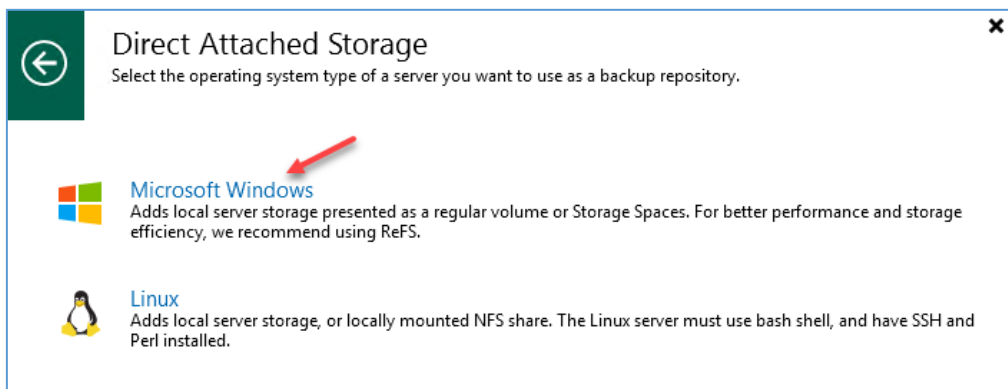 Direct Attached Storage
Select the operating system type of a server you want to use as a backup repository.
Microsoft Windows
Adds local server storage presented as a regular volume or Storage Spaces. For better performance and storage
efficiency, we recommend using ReFS.
Linux
Adds local server storage, or locally mounted NFS share. The Linux server must use bash shell, and have SSH and
Perl installed.